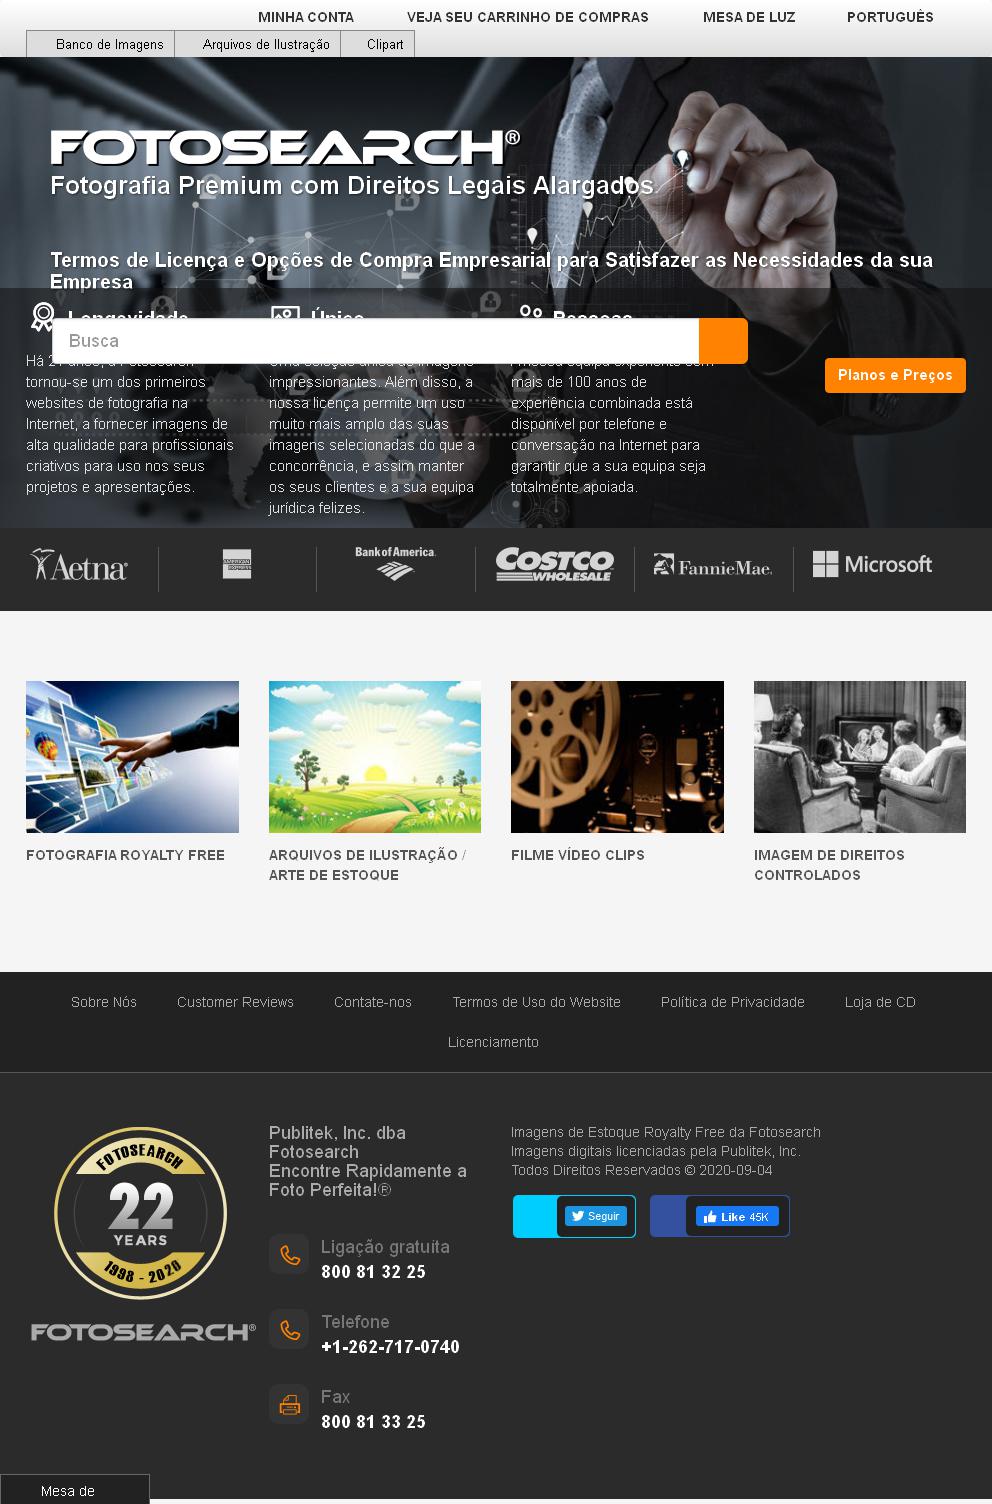 MINHA CONTA VEJA SEU CARRINHO DE COMPRAS MESA DE LUZ PORTUGUÊS
Banco de Imagens Arquivos de Ilustração Clipart
FOTOSEARCH®
Fotografia Premium com Direitos Legais Alargados.
Termos de Licença e Opções de Compra Empresarial para Satisfazer as Necessidades da sua
Empresa
Longevidade Único Pessoas
Busca
Há 21 anos, a Fotosearch
tornou-se um dos primeiros
websites de fotografia na
Internet, a fornecer imagens de
alta qualidade para profissionais
criativos para uso nos seus
projetos e apresentações.
Uma seleção única de imagens
impressionantes. Além disso, a
nossa licença permite um uso
muito mais amplo das suas
imagens selecionadas do que a
concorrência, e assim manter
os seus clientes e a sua equipa
jurídica felizes.
A nossa equipa experiente com
mais de 100 anos de
experiência combinada está
disponível por telefone e
conversação na Internet para
garantir que a sua equipa seja
totalmente apoiada.
Planos e Preços
Aetna®
AMERICAN EXPRESS
Bank of America.
COSTCO
WHOLESALE
FannieMae.
Microsoft
FOTOGRAFIA ROYALTY FREE
ARQUIVOS DE ILUSTRAÇÃO /
ARTE DE ESTOQUE
FILME VÍDEO CLIPS
IMAGEM DE DIREITOS
CONTROLADOS
Sobre Nós Customer Reviews Contate-nos Termos de Uso do Website Política de Privacidade Loja de CD
Licenciamento
FOTOSEARCH
22
YEARS
1998 - 2020
FOTOSEARCH®
Publitek, Inc. dba
Fotosearch
Encontre Rapidamente a
Foto Perfeita!®
Ligação gratuita
800 81 32 25
Telefone
+1-262-717-0740
Fax
800 81 33 25
Imagens de Estoque Royalty Free da Fotosearch
Imagens digitais licenciadas pela Publitek, Inc.
Todos Direitos Reservados © 2020-09-04
Seguir
Like 45K
Mesa de